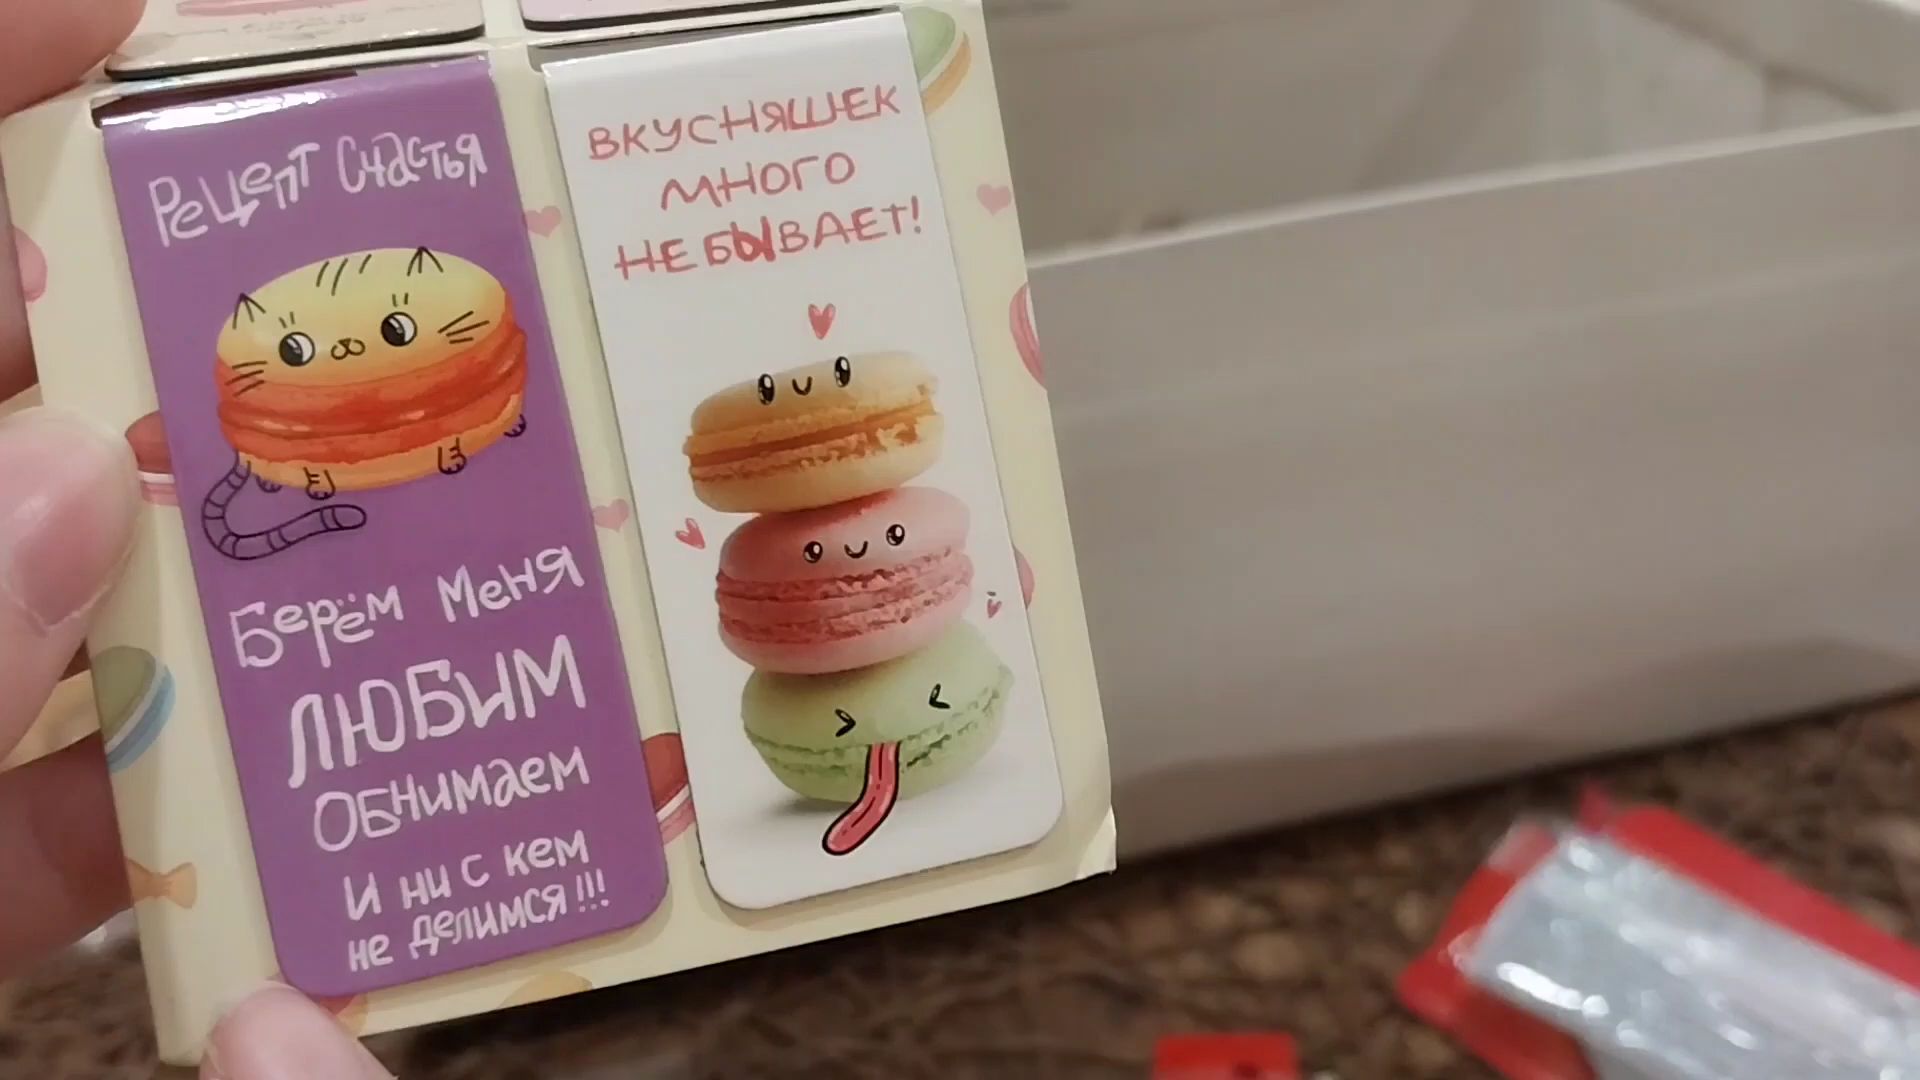 Рецепт Счастья
Берём Меня
ЛЮБИМ
Обнимаем
И ни с кем
не делимся!!!
ВКУСНЯШЕК
МНОГО
НЕ БЫВАЕТ!